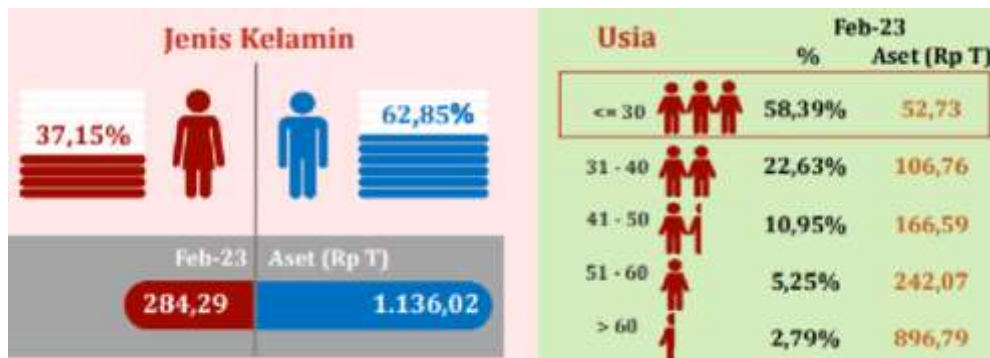 Jenis Kelamin
37,15%
62,85%
Feb-23 Aset (Rp T)
284,29 1.136,02
Usia
Feb-23
% Aset (Rp T)
<= 30 58,39% 52,73
31 - 40 22,63% 106,76
41 - 50 10,95% 166,59
51 - 60 5,25% 242,07
> 60 2,79% 896,79